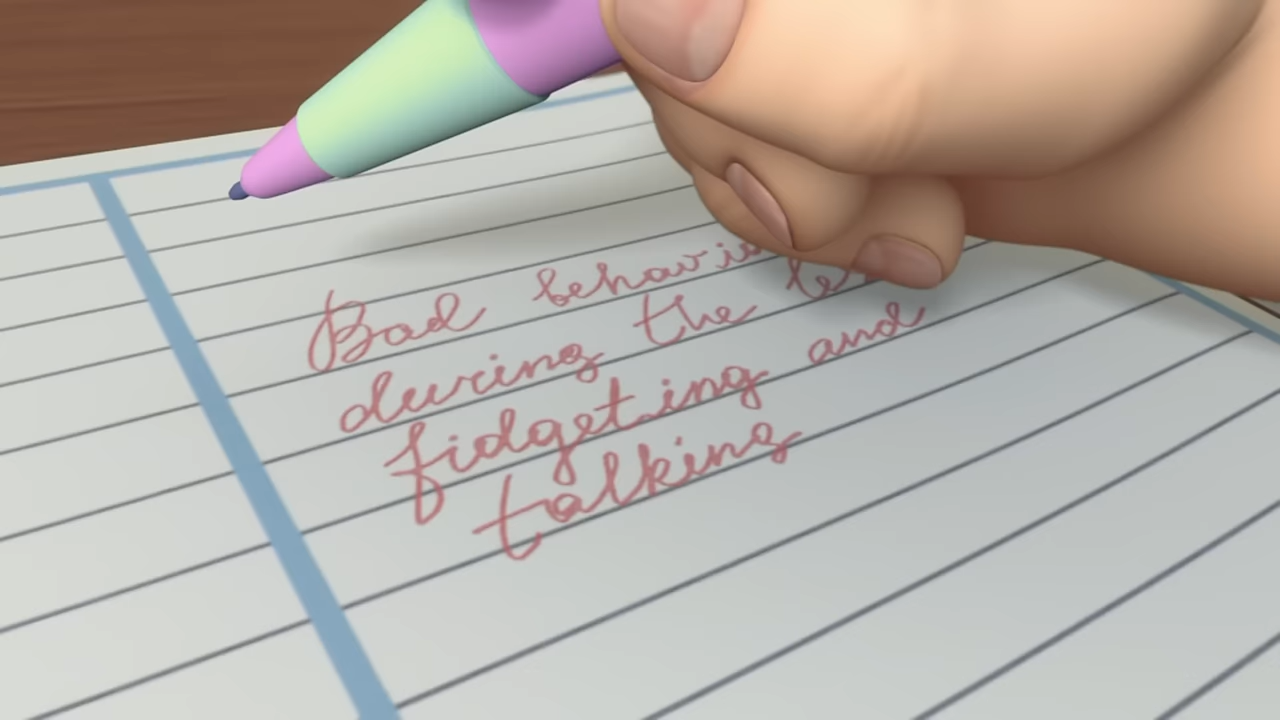 Bad
during the
fidgeting and
talking